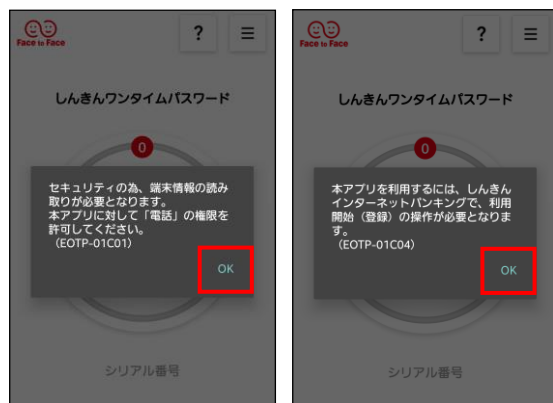 Face to Face
?
しんきんワンタイムパスワード
0
セキュリティの為、端末情報の読み
取りが必要となります。
本アプリに対して「電話」の権限を
許可してください。
（EOTP-01C01）
OK
シリアル番号
Face to Face
?
しんきんワンタイムパスワード
0
本アプリを利用するには、しんきん
インターネットバンキングで、利用
開始（登録）の操作が必要となりま
す。
（EOTP-01C04）
OK
シリアル番号